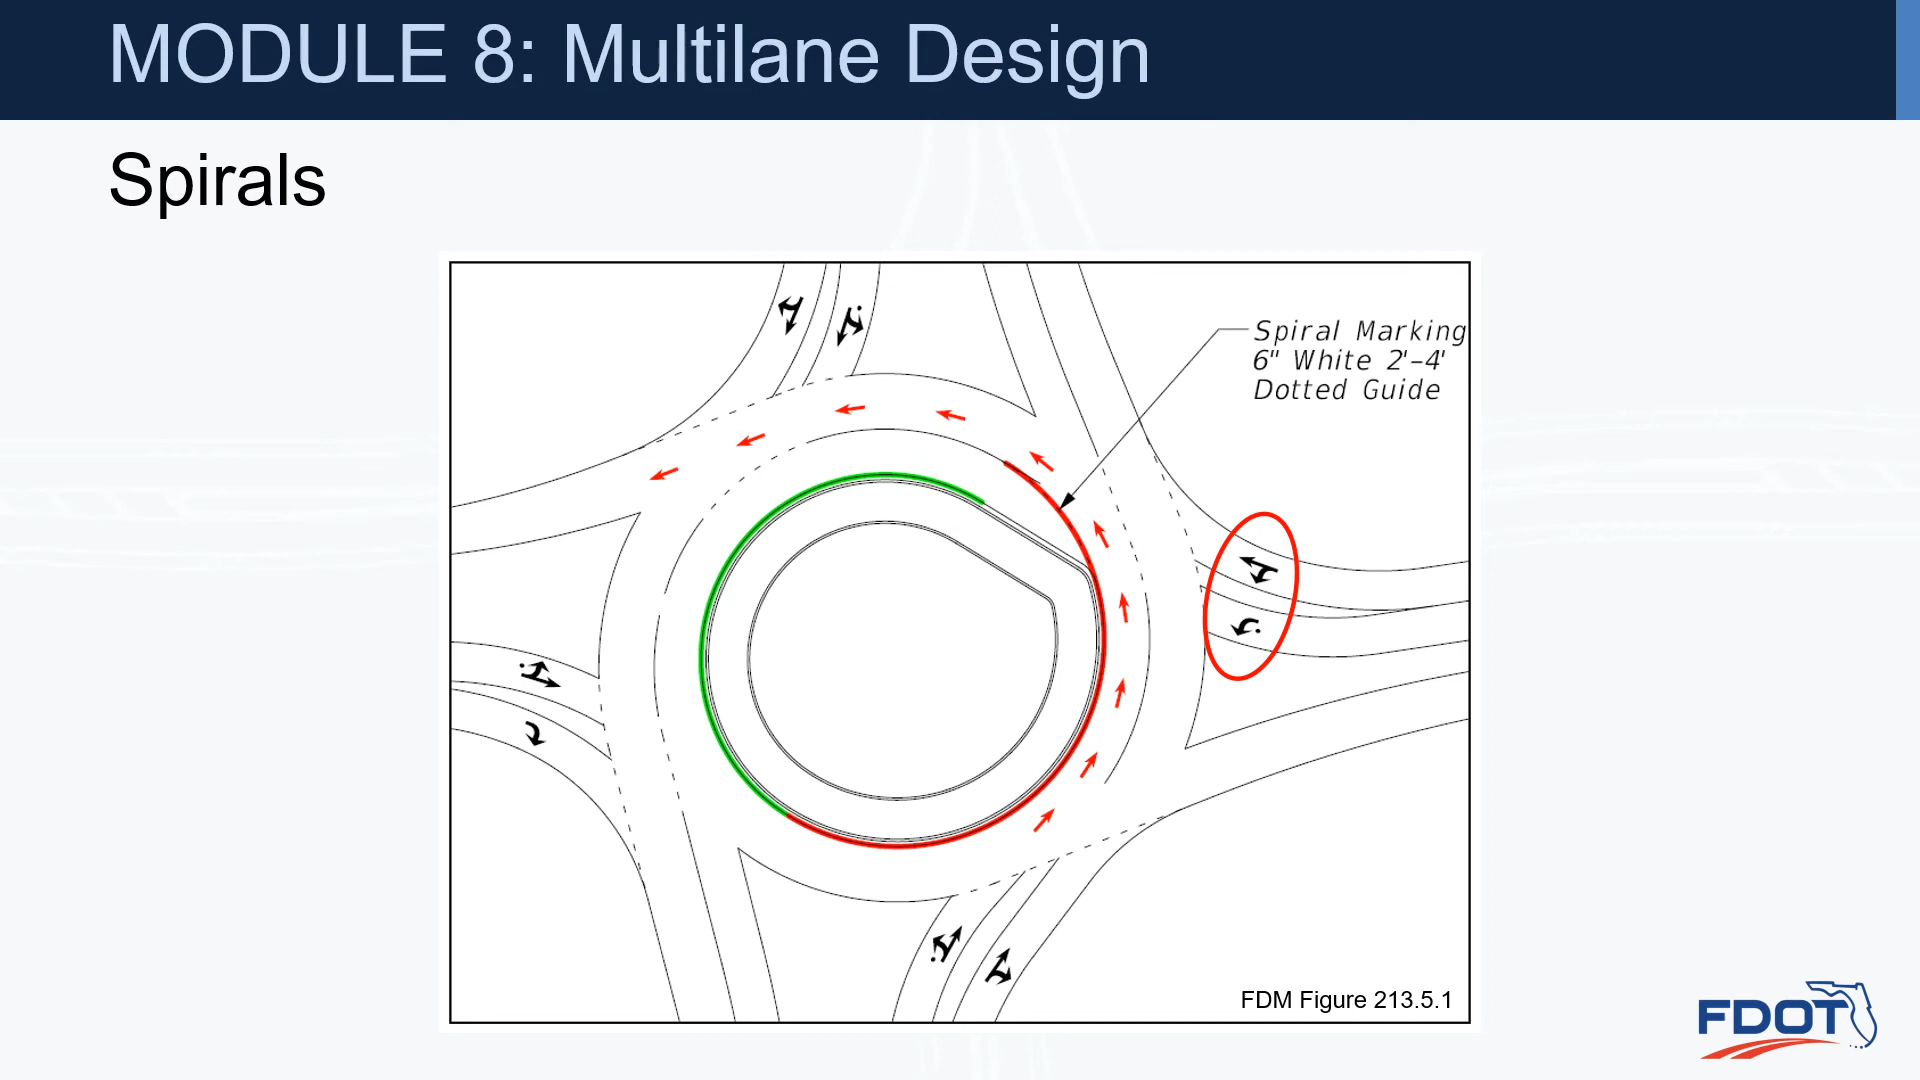 MODULE 8: Multilane Design
Spirals
Spiral Marking
6" White 2'-4'
Dotted Guide
FDM Figure 213.5.1
FDOT